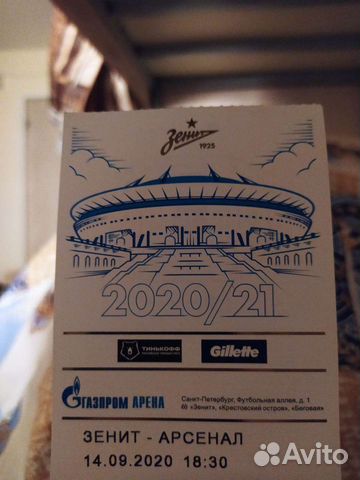 Зенит
1925
2020/21
ТИНЬКОФФ
Gillette
ГАЗПРОМ АРЕНА
Санкт-Петербург, Футбольная аллея, д. 1
бб «Зенит», «Крестовский остров», «Беговая»
ЗЕНИТ - АРСЕНАЛ
14.09.2020 18:30
Avito